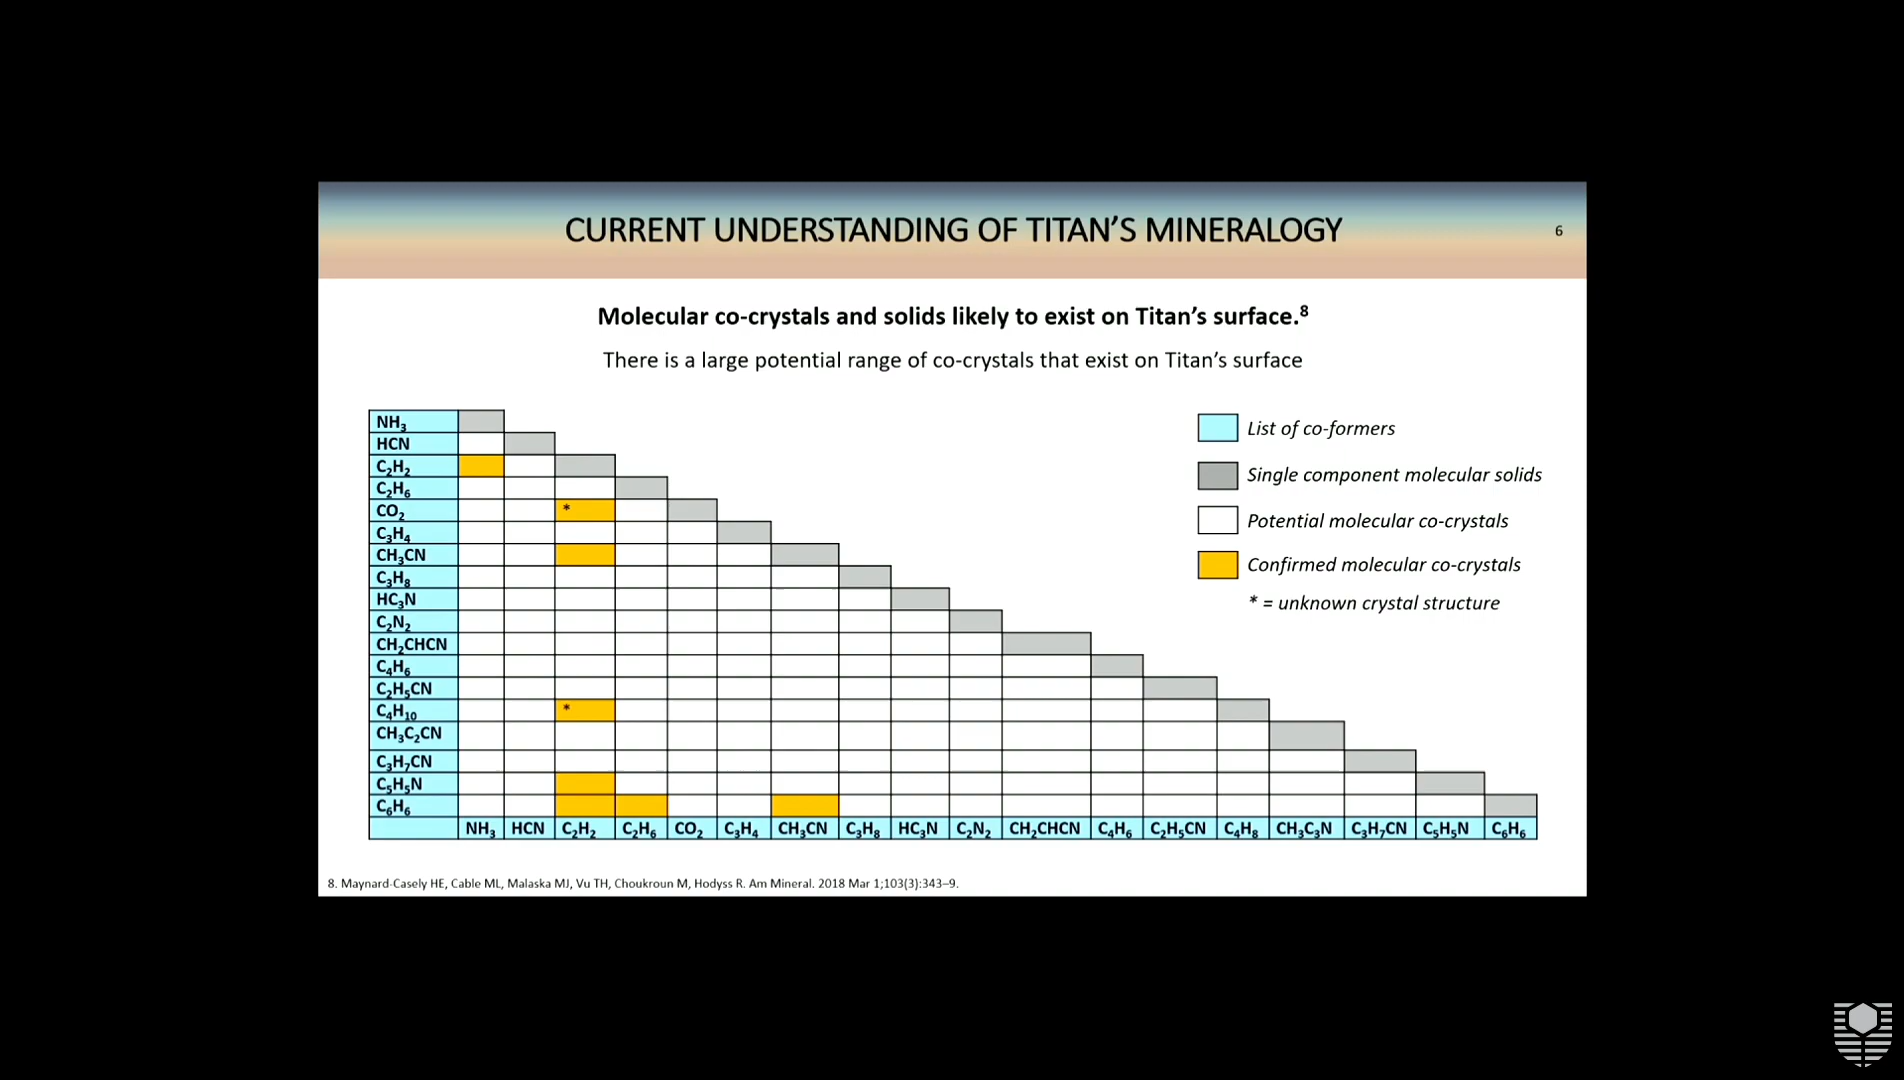 CURRENT UNDERSTANDING OF TITAN’S MINERALOGY
6
Molecular co-crystals and solids likely to exist on Titan’s surface.⁸
There is a large potential range of co-crystals that exist on Titan’s surface
NH₃
HCN
C₂H₂
C₂H₆
CO₂ *
C₃H₄
CH₃CN
C₃H₈
HC₃N
C₂N₂
CH₂CHCN
C₄H₆
C₂H₅CN
C₄H₁₀ *
CH₃C₂CN
C₃H₇CN
C₅H₅N
C₆H₆
NH₃ HCN C₂H₂ C₂H₆ CO₂ C₃H₄ CH₃CN C₃H₈ HC₃N C₂N₂ CH₂CHCN C₄H₆ C₂H₅CN C₄H₈ CH₃C₃N C₃H₇CN C₅H₅N C₆H₆
List of co-formers
Single component molecular solids
Potential molecular co-crystals
Confirmed molecular co-crystals
* = unknown crystal structure
8. Maynard-Casely HE, Cable ML, Malaska MJ, Vu TH, Choukroun M, Hodyss R. Am Mineral. 2018 Mar 1;103(3):343–9.